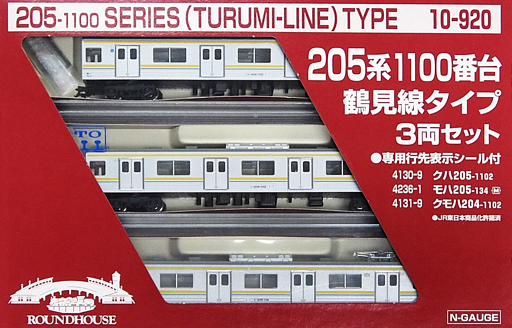 205-1100 SERIES (TURUMI-LINE) TYPE 10-920
205系1100番台
鶴見線タイプ
3両セット
●専用行先表示シール付
4130-9 クハ205-1102
4236-1 モハ205-134 Ⓜ
4131-9 クモハ204-1102
●JR東日本商品化許諾済
ROUNDHOUSE
N-GAUGE